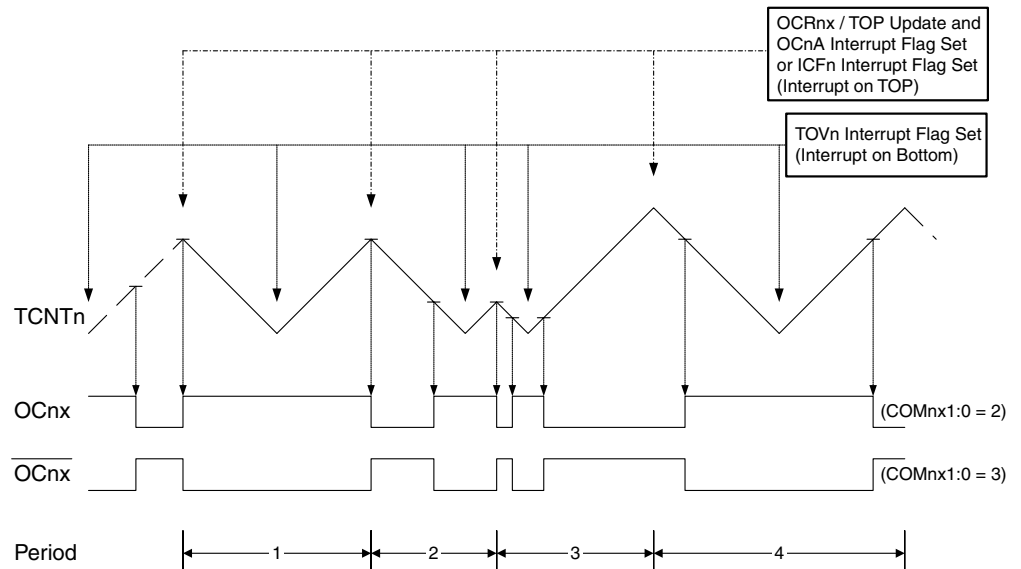 OCRnx / TOP Update and
OCnA Interrupt Flag Set
or ICFn Interrupt Flag Set
(Interrupt on TOP)
TOVn Interrupt Flag Set
(Interrupt on Bottom)
TCNTn
OCnx
(COMnx1:0 = 2)
OCnx
(COMnx1:0 = 3)
Period
1
2
3
4